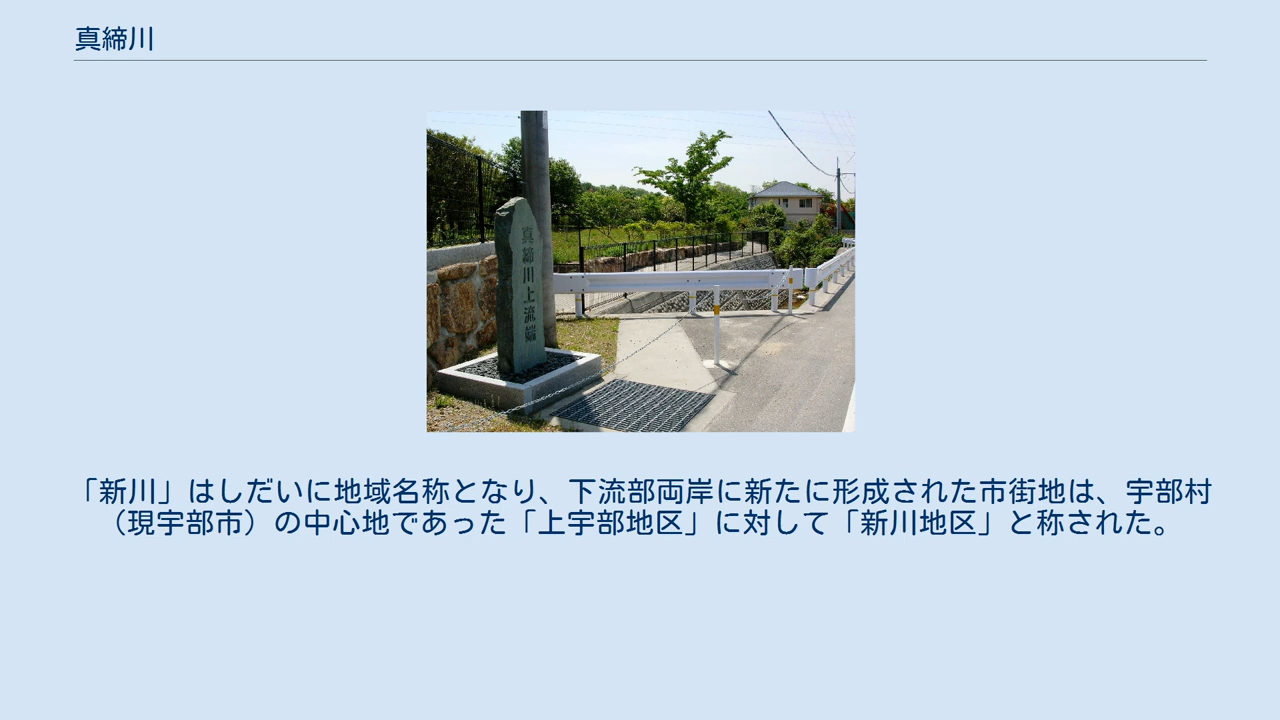 真締川
真締川上流端
「新川」はしだいに地域名称となり、下流部両岸に新たに形成された市街地は、宇部村
（現宇部市）の中心地であった「上宇部地区」に対して「新川地区」と称された。